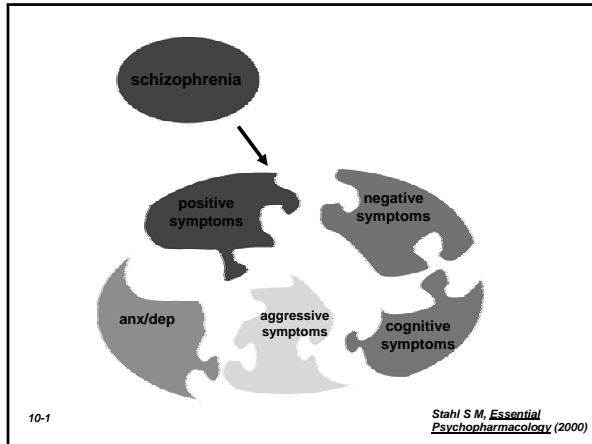 schizophrenia
positive
symptoms
negative
symptoms
anx/dep
aggressive
symptoms
cognitive
symptoms
10-1
Stahl S M, Essential
Psychopharmacology (2000)